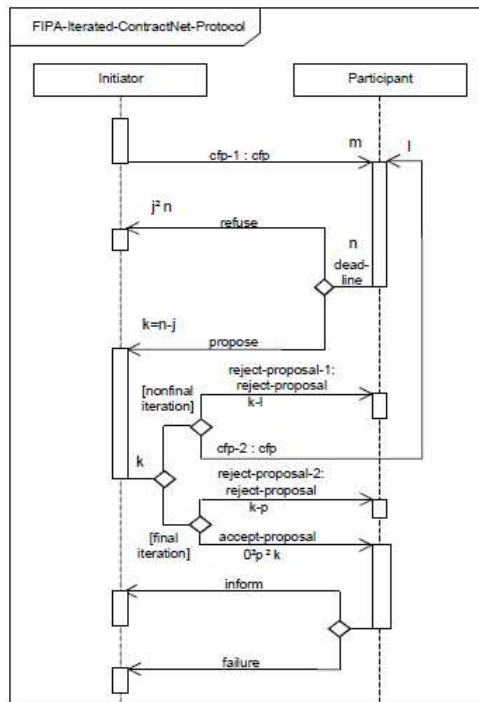 FIPA-Iterated-ContractNet-Protocol
Initiator
Participant
m
l
cfp-1 : cfp
j² n
refuse
n
dead-
line
k=n-j
propose
reject-proposal-1:
reject-proposal
[nonfinal
iteration]
k-l
k
cfp-2 : cfp
reject-proposal-2:
reject-proposal
k-p
[final
iteration]
accept-proposal
0²p ² k
inform
failure